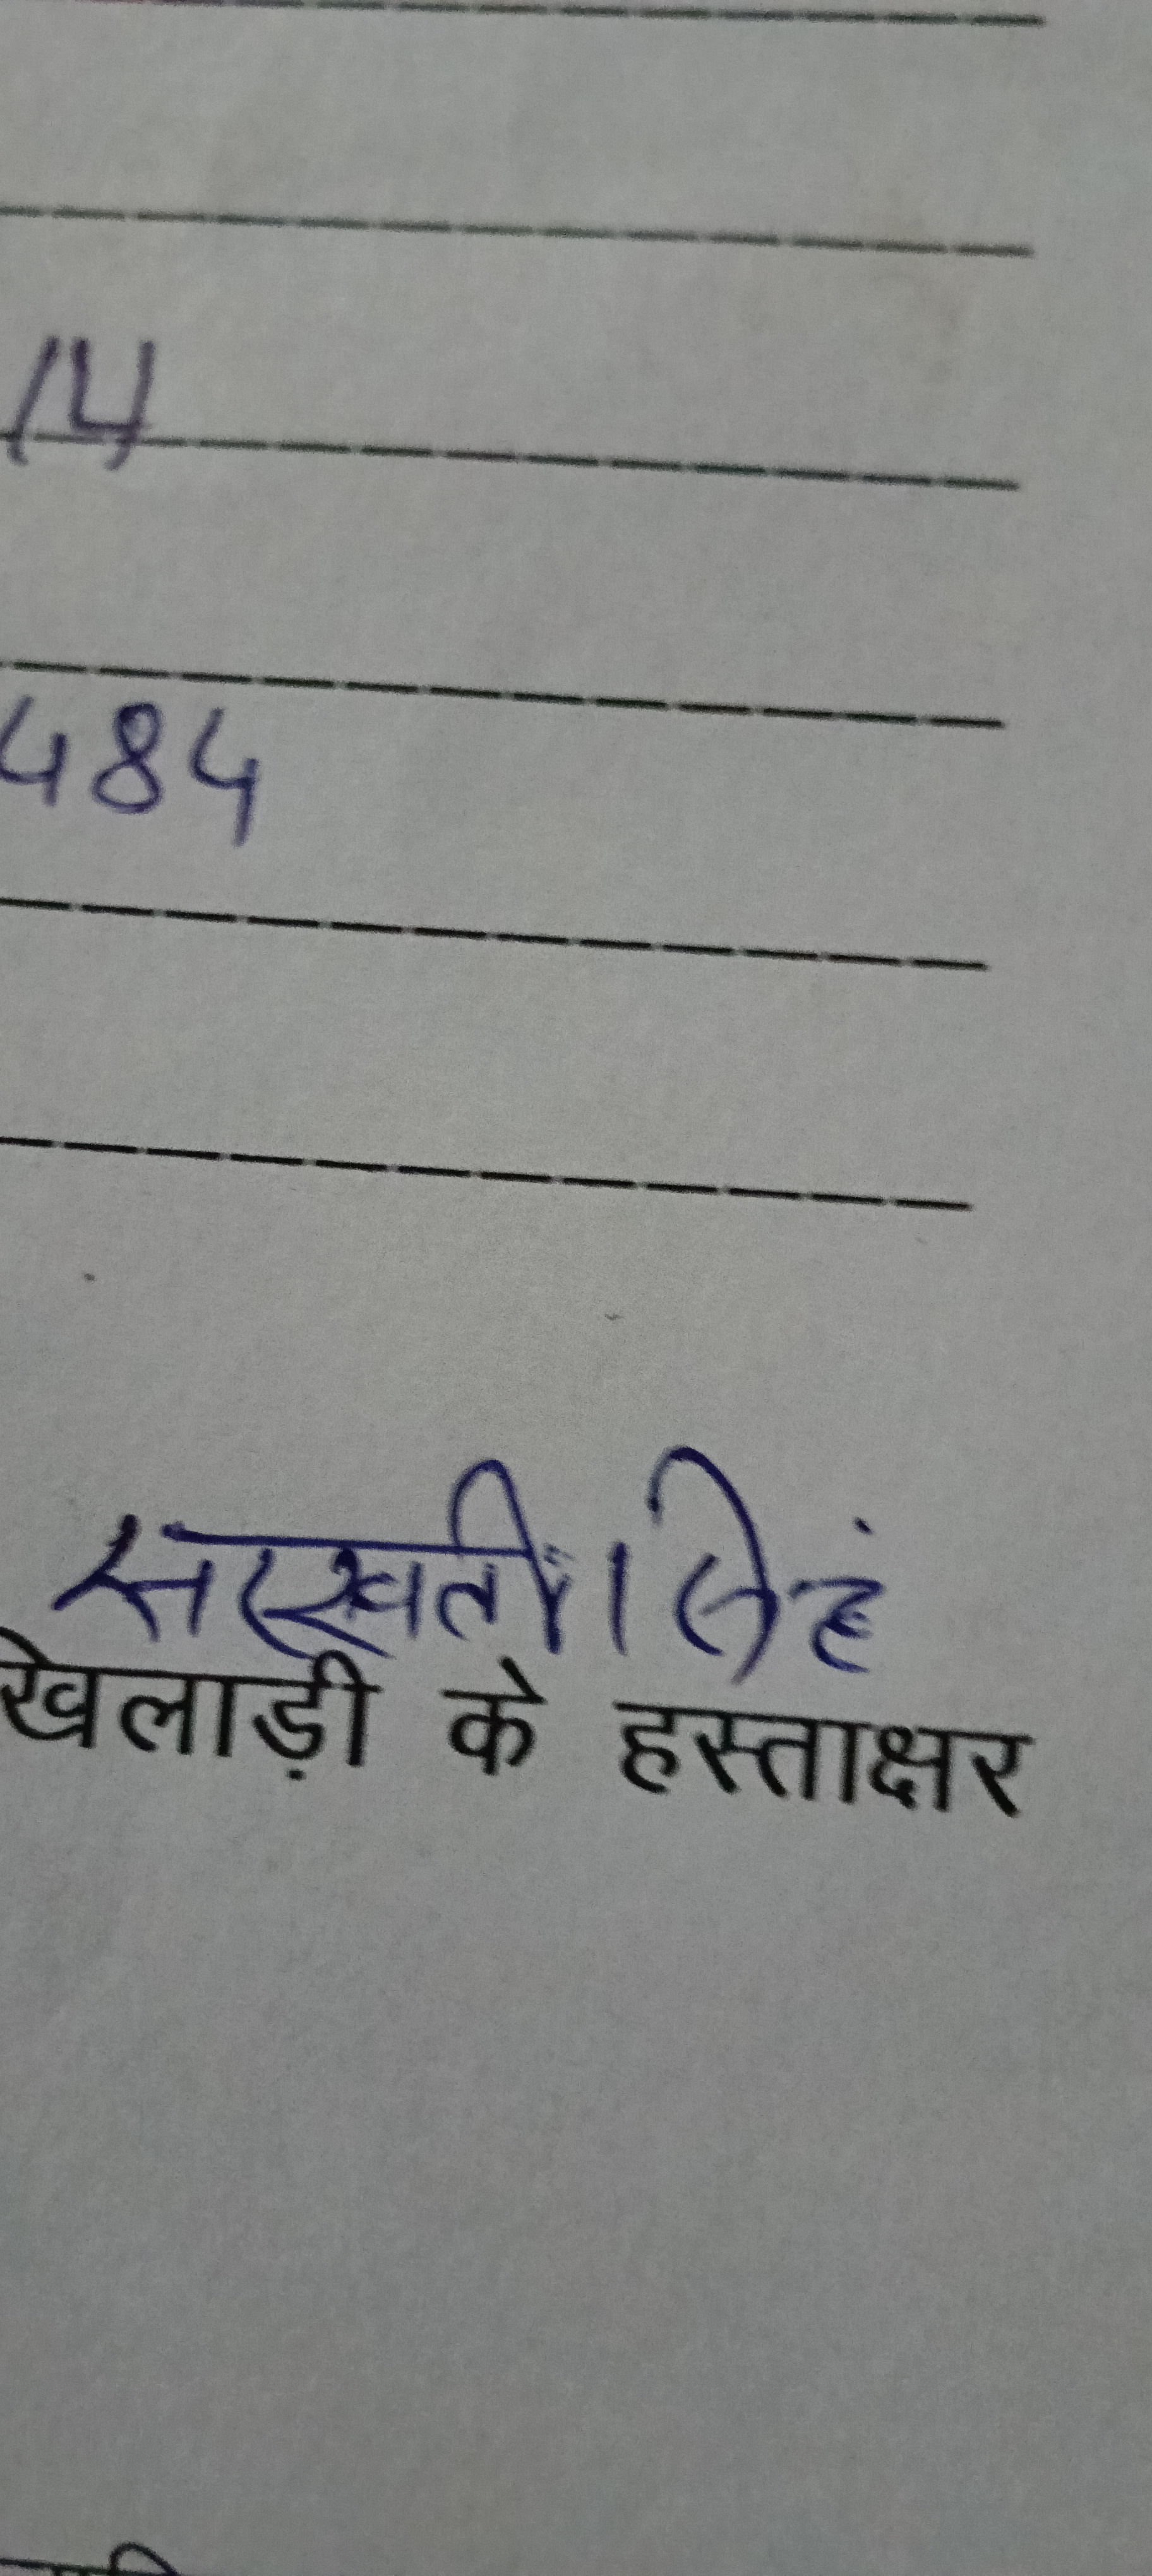 14
484
सरस्वती सिहं
खिलाड़ी के हस्ताक्षर